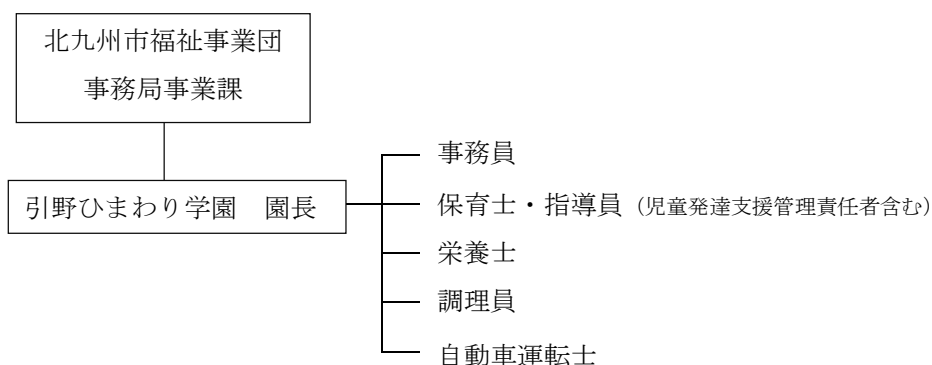 北九州市福祉事業団
事務局事業課
引野ひまわり学園　園長
事務員
保育士・指導員（児童発達支援管理責任者含む）
栄養士
調理員
自動車運転士